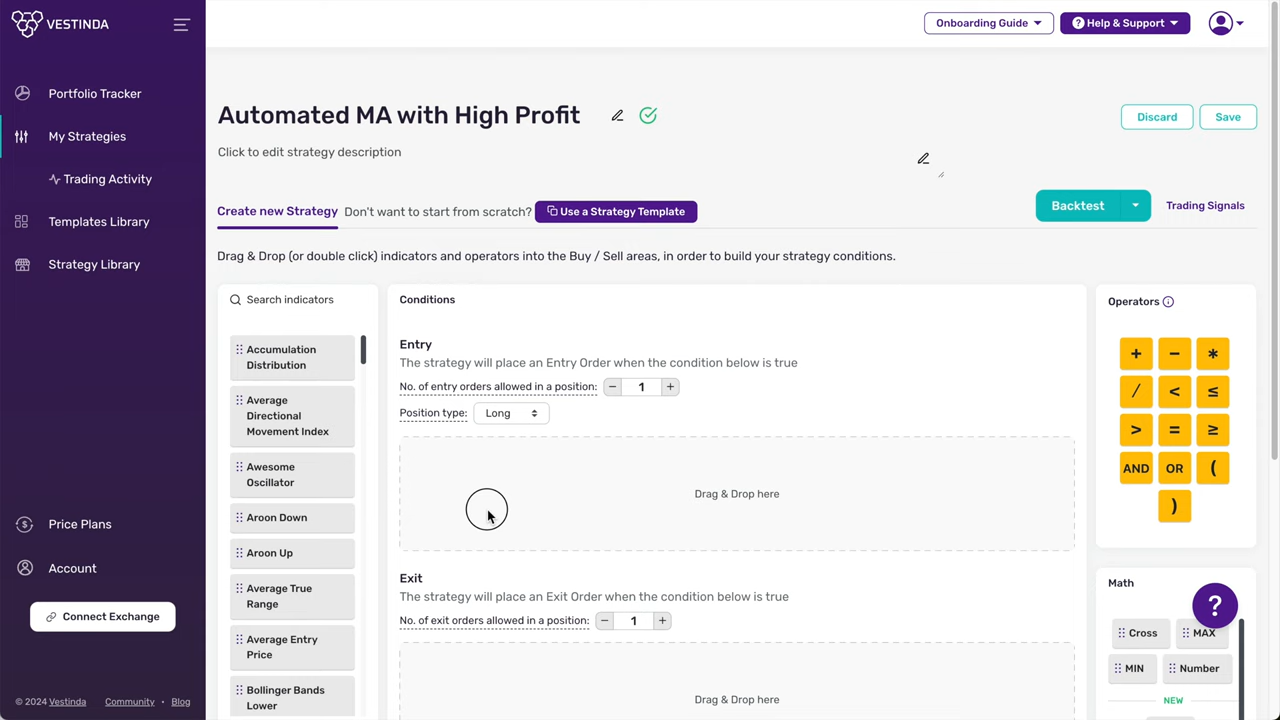 VESTINDA
Onboarding Guide
Help & Support
Portfolio Tracker
My Strategies
Trading Activity
Templates Library
Strategy Library
Price Plans
Account
Connect Exchange
© 2024 Vestinda
Community
•
Blog
Automated MA with High Profit
Discard
Save
Click to edit strategy description
Create new Strategy
Don't want to start from scratch?
Use a Strategy Template
Backtest
Trading Signals
Drag & Drop (or double click) indicators and operators into the Buy / Sell areas, in order to build your strategy conditions.
Search indicators
Accumulation
Distribution
Average
Directional
Movement Index
Awesome
Oscillator
Aroon Down
Aroon Up
Average True
Range
Average Entry
Price
Bollinger Bands
Lower
Conditions
Entry
The strategy will place an Entry Order when the condition below is true
No. of entry orders allowed in a position: − 1 +
Position type: Long
Drag & Drop here
Exit
The strategy will place an Exit Order when the condition below is true
No. of exit orders allowed in a position: − 1 +
Drag & Drop here
Operators
+ − *
/ < ≤
> = ≥
AND OR (
)
Math
?
Cross MAX
MIN Number
NEW